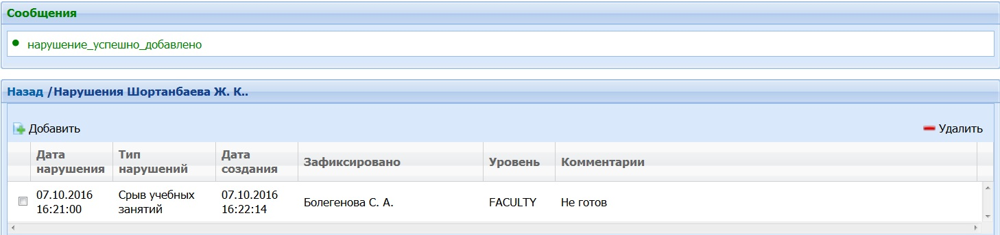 Сообщения
нарушение_успешно_добавлено
Назад /Нарушения Шортанбаева Ж. К..
Добавить Удалить
Дата нарушения Тип нарушений Дата создания Зафиксировано Уровень Комментарии
07.10.2016 16:21:00 Срыв учебных занятий 07.10.2016 16:22:14 Болегенова С. А. FACULTY Не готов